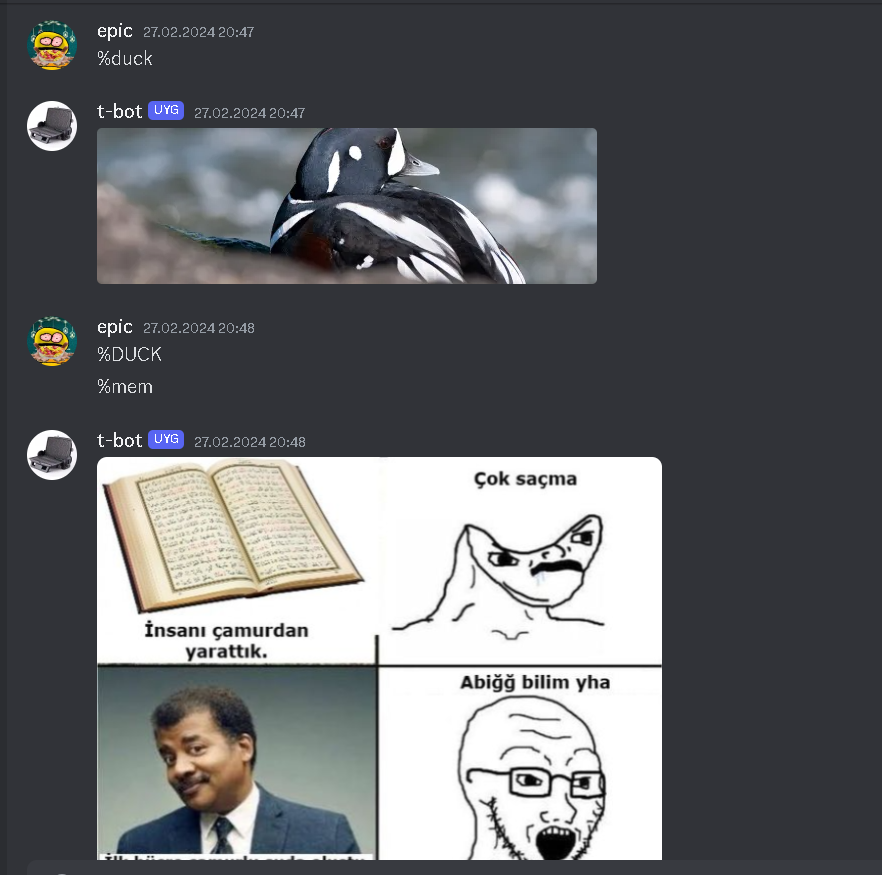 epic 27.02.2024 20:47
%duck
t-bot UYG 27.02.2024 20:47
epic 27.02.2024 20:48
%DUCK
%mem
t-bot UYG 27.02.2024 20:48
Çok saçma
İnsanı çamurdan
yarattık.
Abiğğ bilim yha